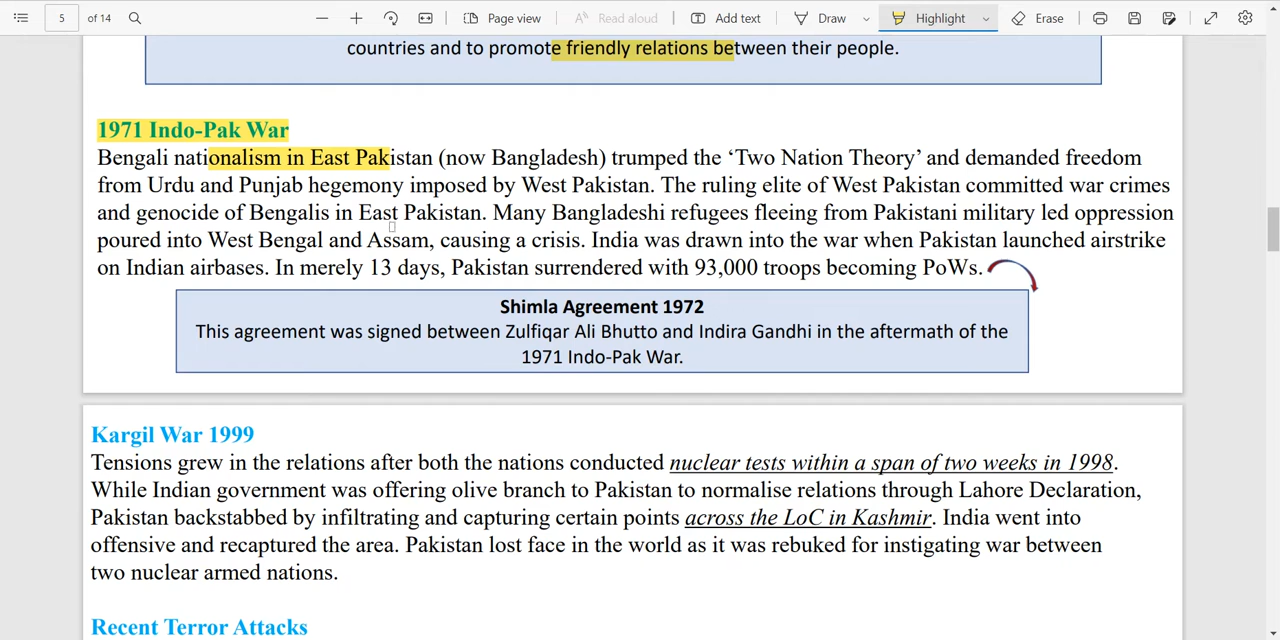 5
of 14
Page view
Read aloud
Add text
Draw
Highlight
Erase
countries and to promote friendly relations between their people.
1971 Indo-Pak War
Bengali nationalism in East Pakistan (now Bangladesh) trumped the ‘Two Nation Theory’ and demanded freedom
from Urdu and Punjab hegemony imposed by West Pakistan. The ruling elite of West Pakistan committed war crimes
and genocide of Bengalis in East Pakistan. Many Bangladeshi refugees fleeing from Pakistani military led oppression
poured into West Bengal and Assam, causing a crisis. India was drawn into the war when Pakistan launched airstrike
on Indian airbases. In merely 13 days, Pakistan surrendered with 93,000 troops becoming PoWs.
Shimla Agreement 1972
This agreement was signed between Zulfiqar Ali Bhutto and Indira Gandhi in the aftermath of the
1971 Indo-Pak War.
Kargil War 1999
Tensions grew in the relations after both the nations conducted nuclear tests within a span of two weeks in 1998.
While Indian government was offering olive branch to Pakistan to normalise relations through Lahore Declaration,
Pakistan backstabbed by infiltrating and capturing certain points across the LoC in Kashmir. India went into
offensive and recaptured the area. Pakistan lost face in the world as it was rebuked for instigating war between
two nuclear armed nations.
Recent Terror Attacks